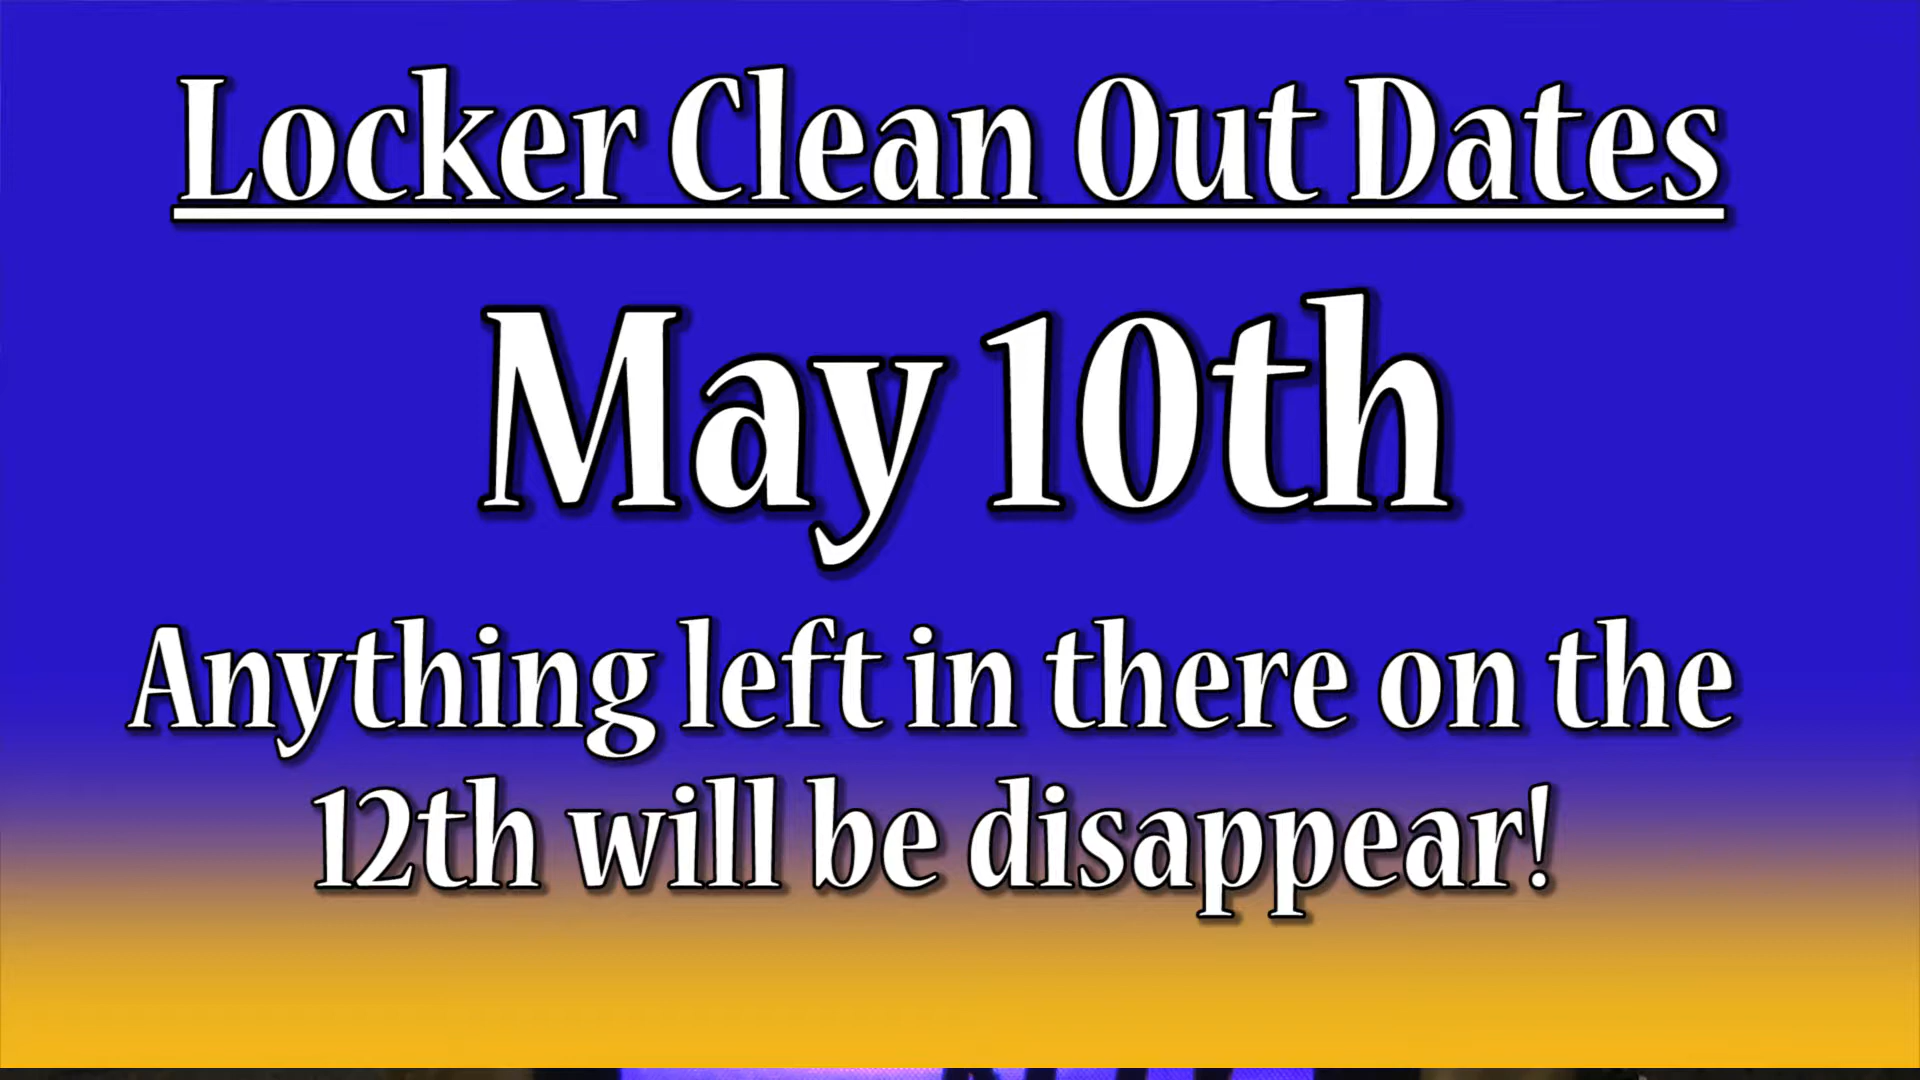 Locker Clean Out Dates
May 10th
Anything left in there on the
12th will be disappear!